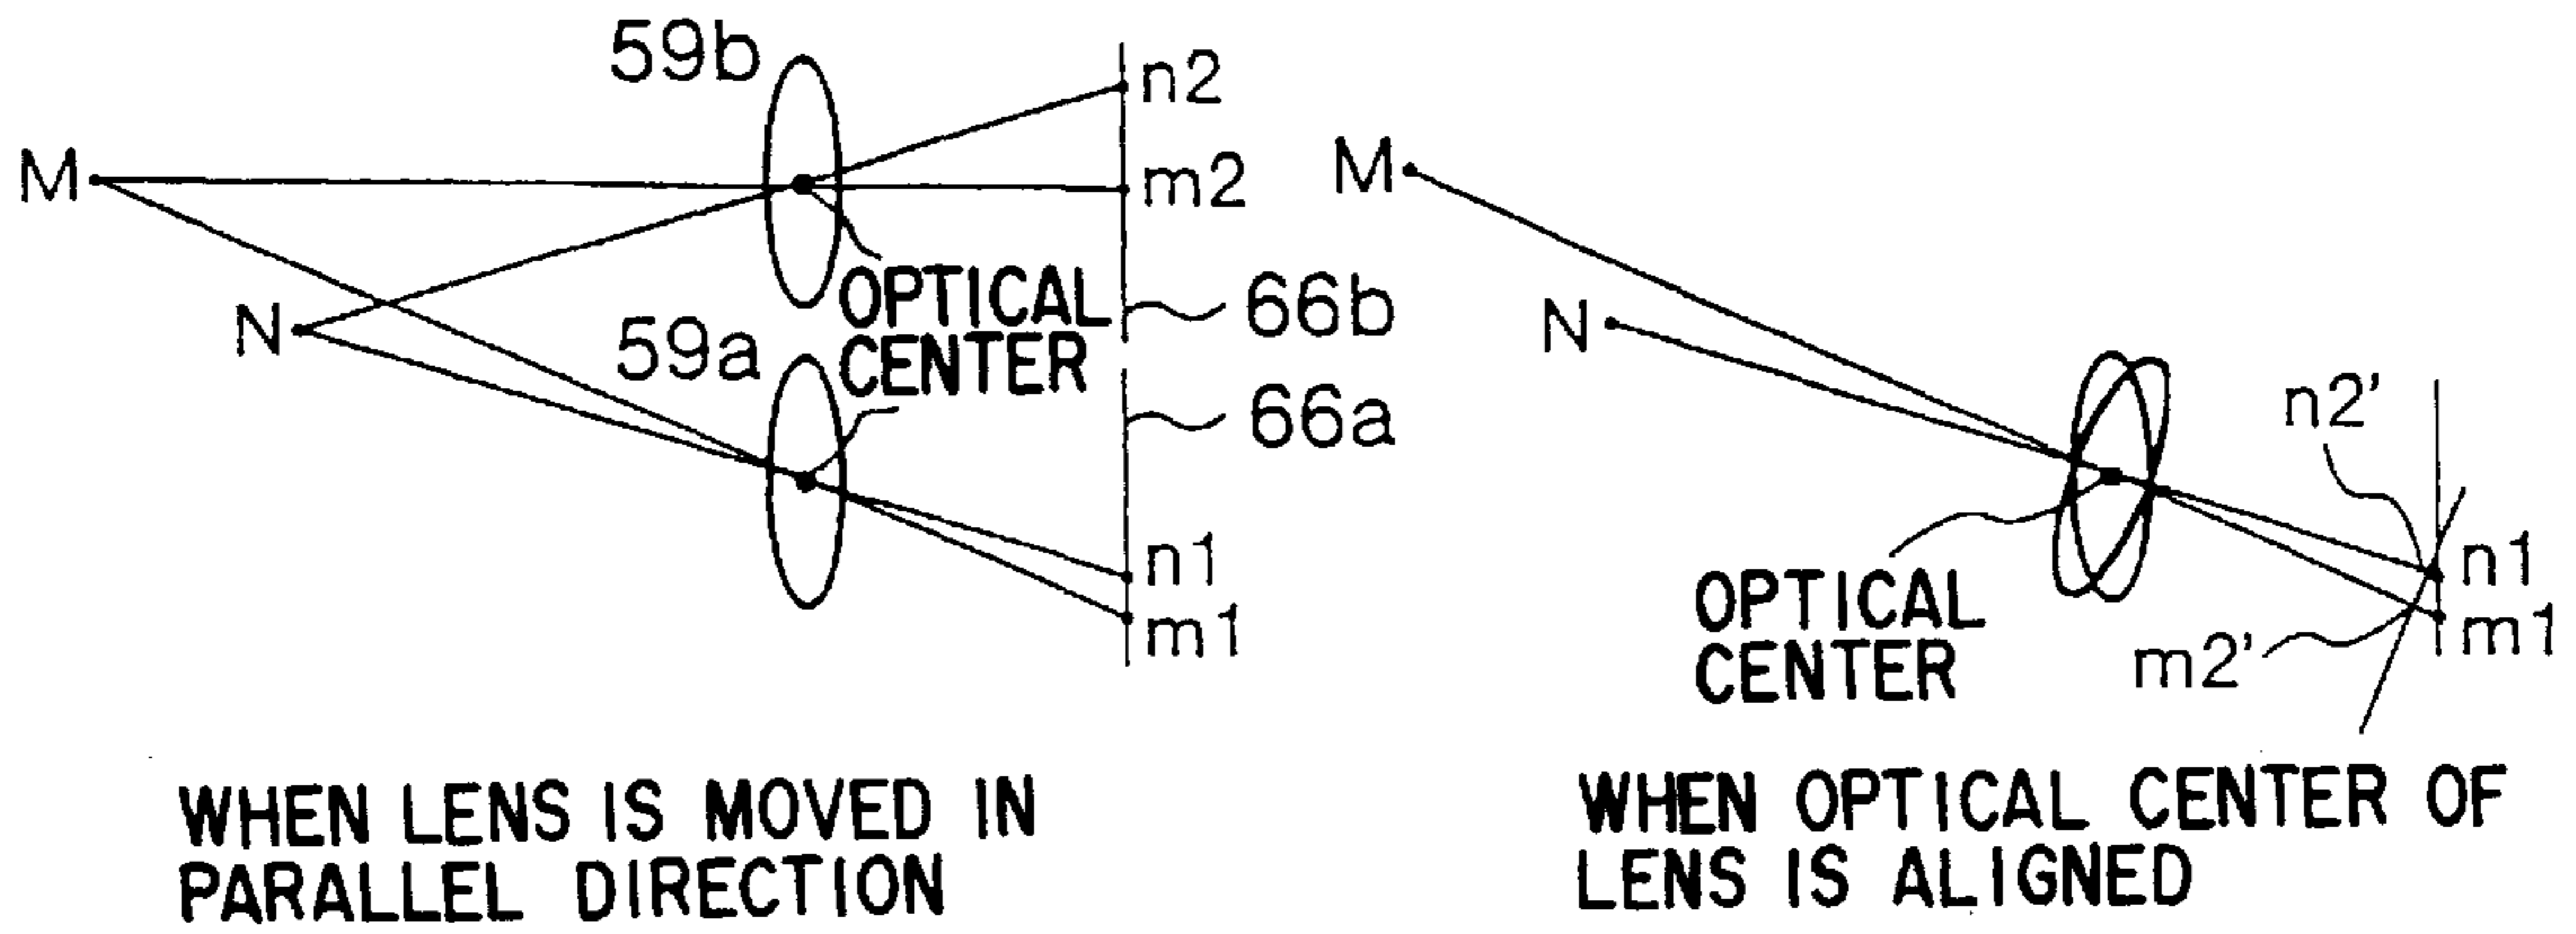 59b
n2
M
m2
OPTICAL
CENTER
66b
N
59a
66a
n1
m1
WHEN LENS IS MOVED IN
PARALLEL DIRECTION
M
N
n2'
n1
OPTICAL
CENTER
m1
m2'
WHEN OPTICAL CENTER OF
LENS IS ALIGNED